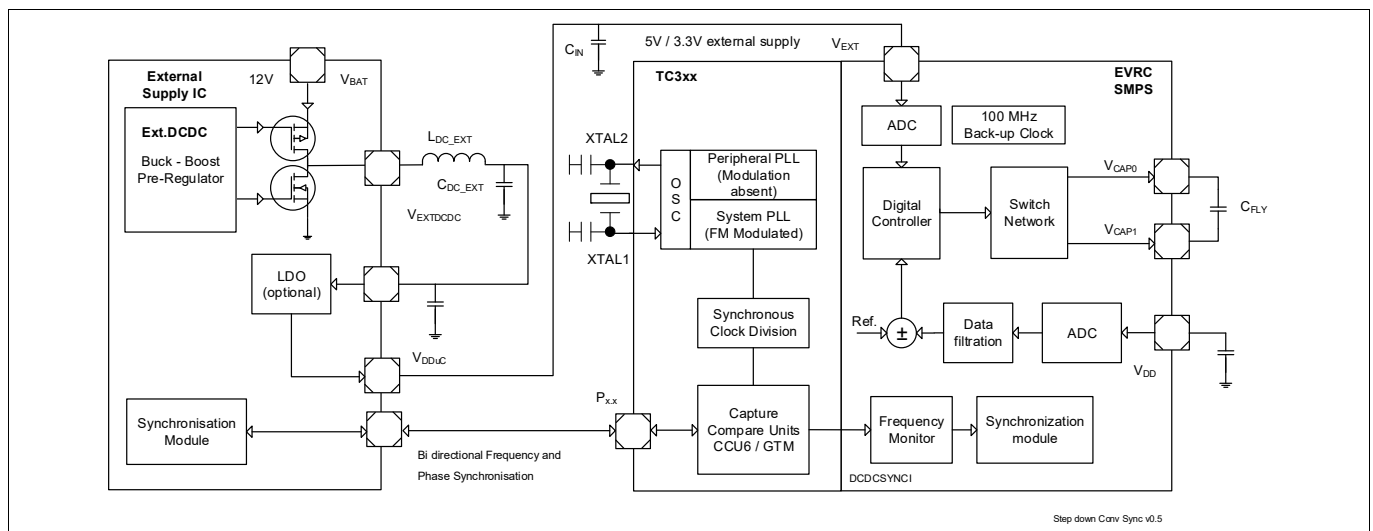 External
Supply IC
12V
VBAT
Ext.DCDC
Buck - Boost
Pre-Regulator
LDC_EXT
CDC_EXT
VEXTDCDC
LDO
(optional)
VDDuC
Synchronisation
Module
Bi directional Frequency and
Phase Synchronisation
CIN
5V / 3.3V external supply
VEXT
TC3xx
XTAL2
XTAL1
OSC
Peripheral PLL
(Modulation
absent)
System PLL
(FM Modulated)
Synchronous
Clock Division
Px.x
Capture
Compare Units
CCU6 / GTM
EVRC
SMPS
ADC
100 MHz
Back-up Clock
Digital
Controller
Switch
Network
VCAP0
VCAP1
CFLY
Ref.
±
Data
filtration
ADC
VDD
Frequency
Monitor
Synchronization
module
DCDCSYNCI
Step down Conv Sync v0.5